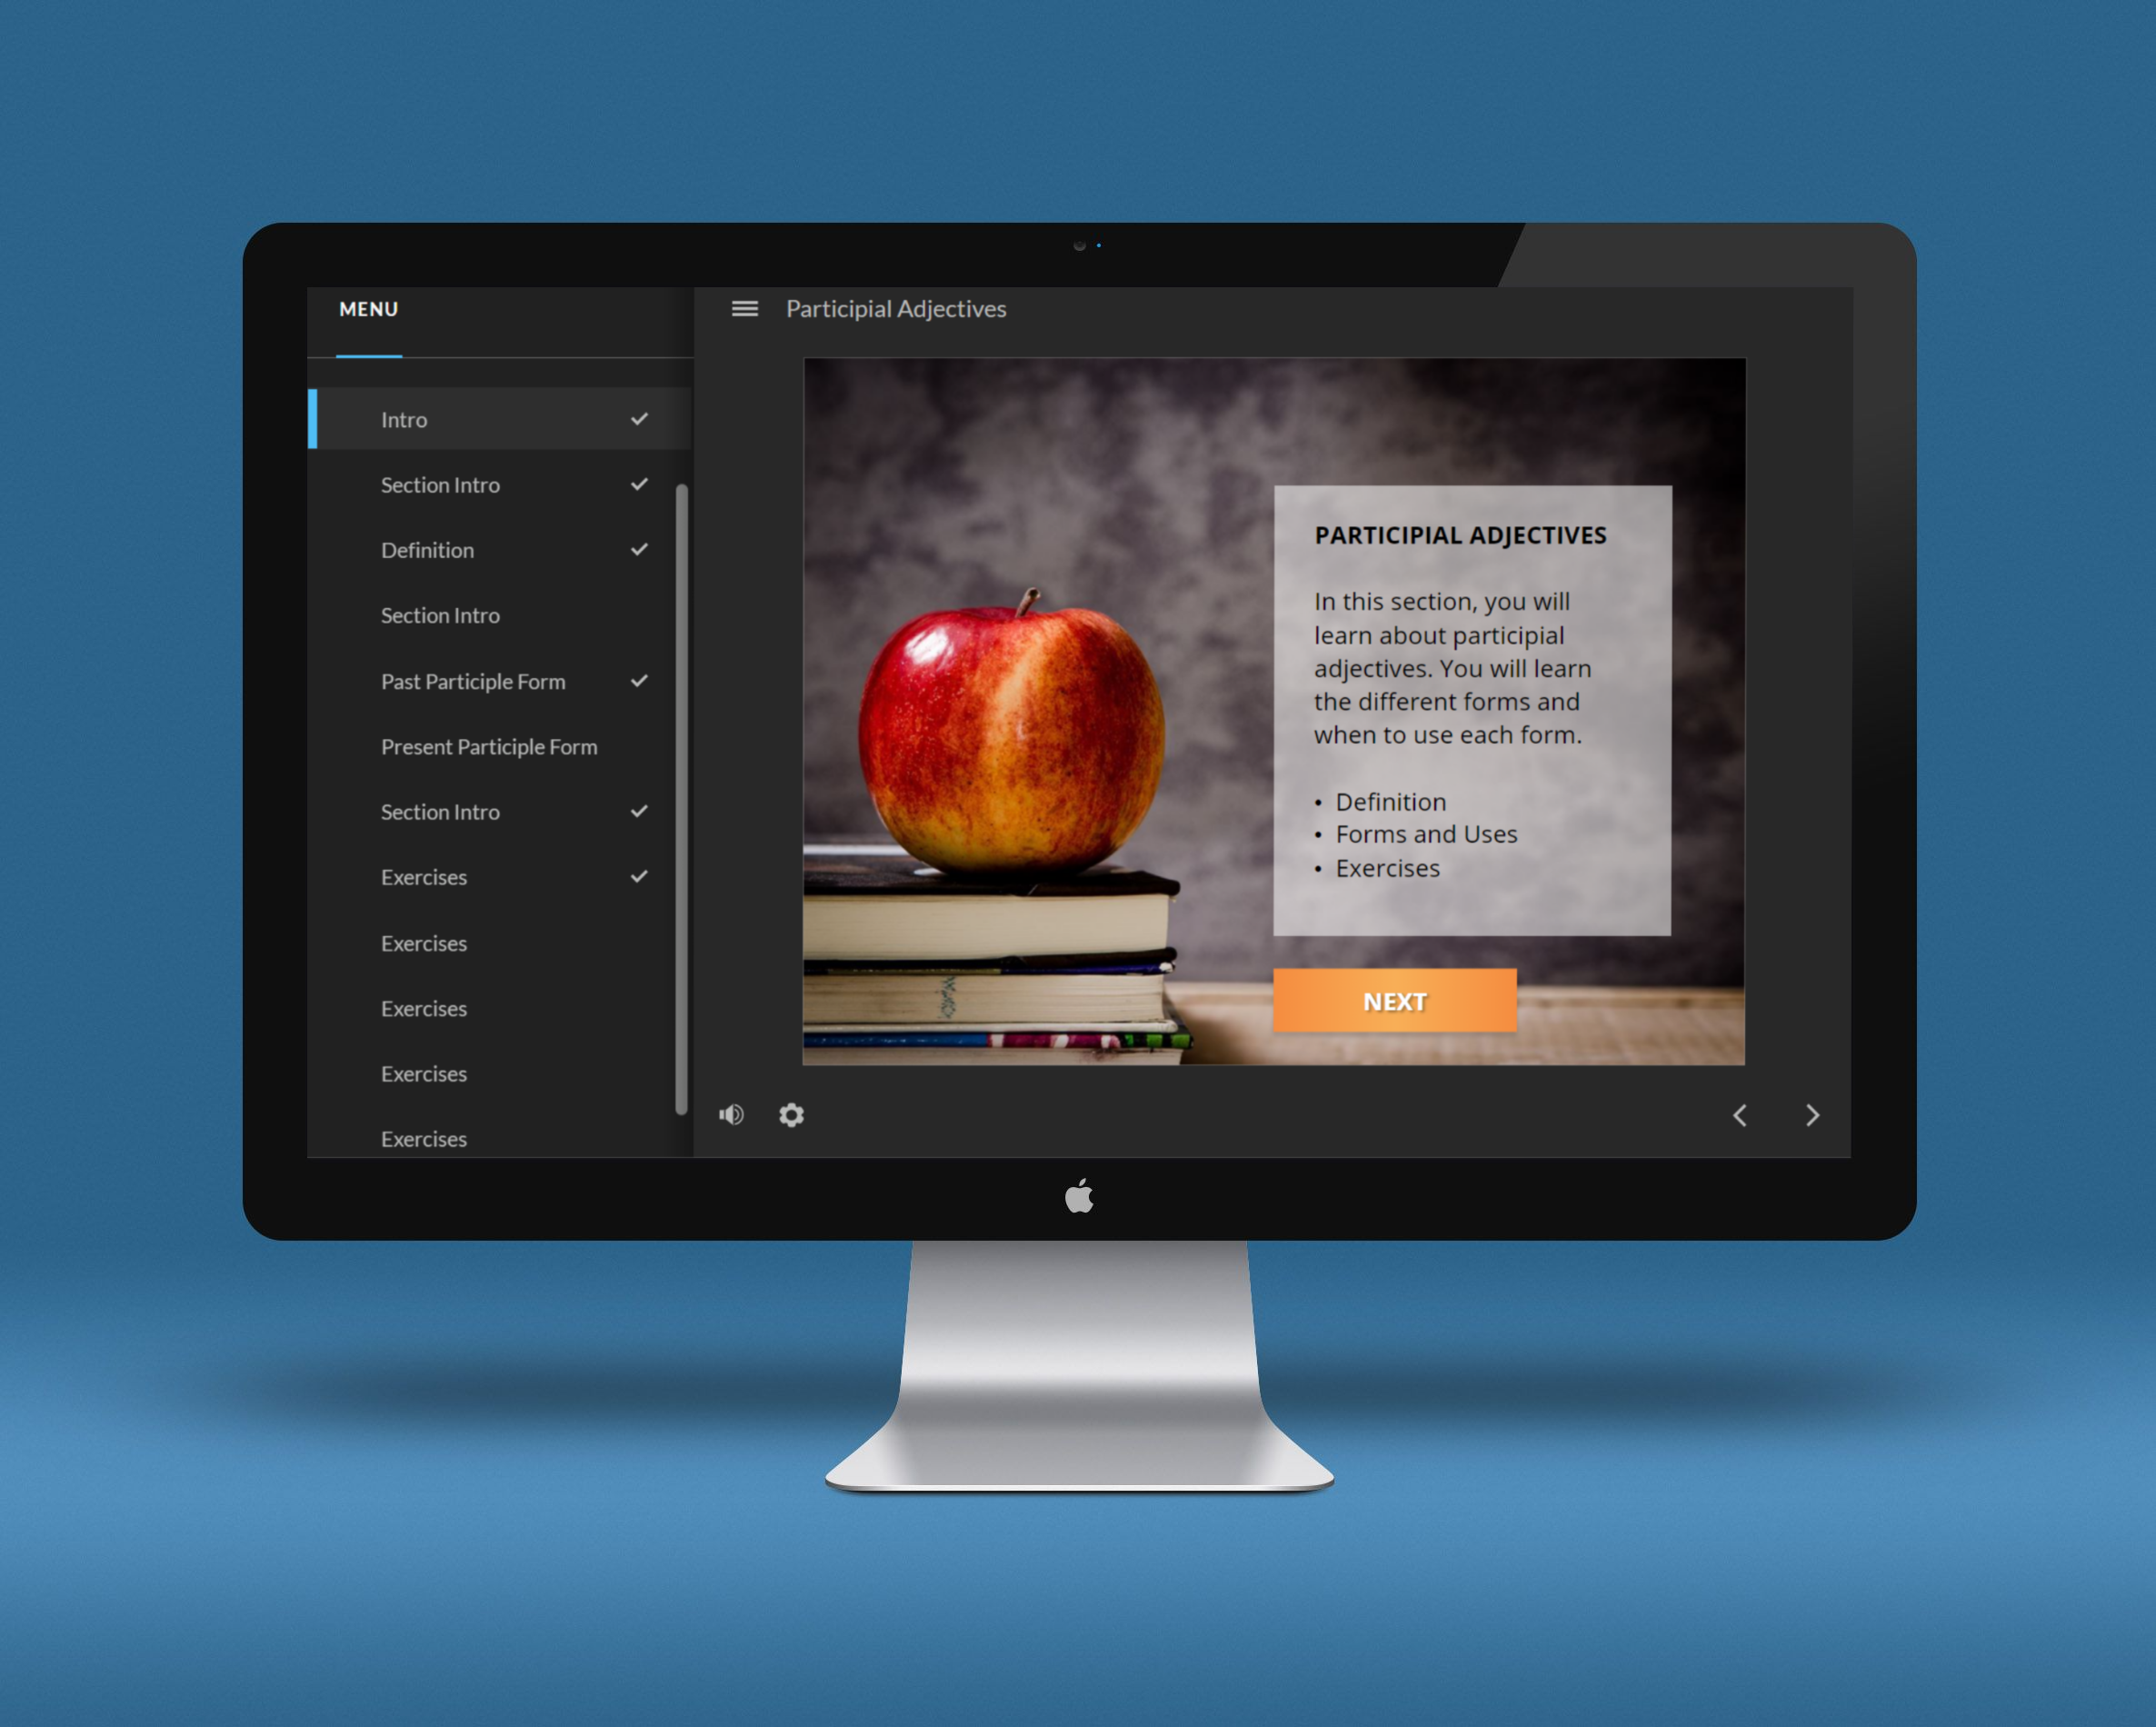 MENU
Intro
Section Intro
Definition
Section Intro
Past Participle Form
Present Participle Form
Section Intro
Exercises
Exercises
Exercises
Exercises
Exercises
Participial Adjectives
PARTICIPIAL ADJECTIVES
In this section, you will
learn about participial
adjectives. You will learn
the different forms and
when to use each form.
• Definition
• Forms and Uses
• Exercises
NEXT